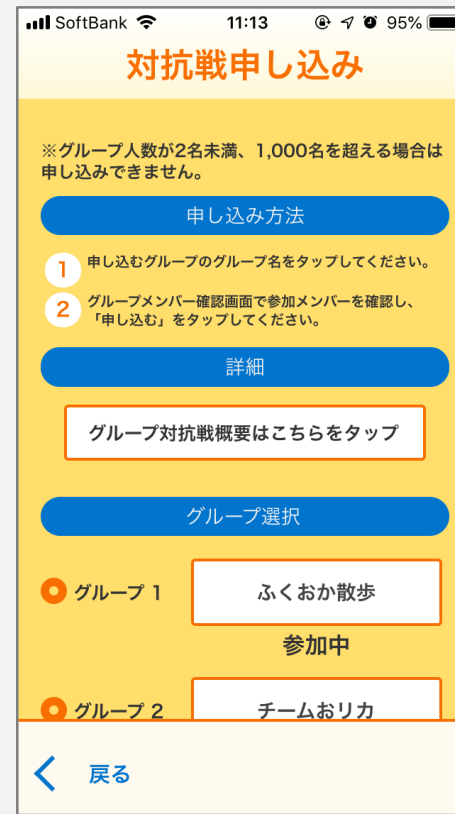 SoftBank 11:13 95%
対抗戦申し込み
※グループ人数が2名未満、1,000名を超える場合は
申し込みできません。
申し込み方法
1 申し込むグループのグループ名をタップしてください。
2 グループメンバー確認画面で参加メンバーを確認し、
「申し込む」をタップしてください。
詳細
グループ対抗戦概要はこちらをタップ
グループ選択
グループ 1 ふくおか散歩
参加中
グループ 2 チームおリカ
戻る